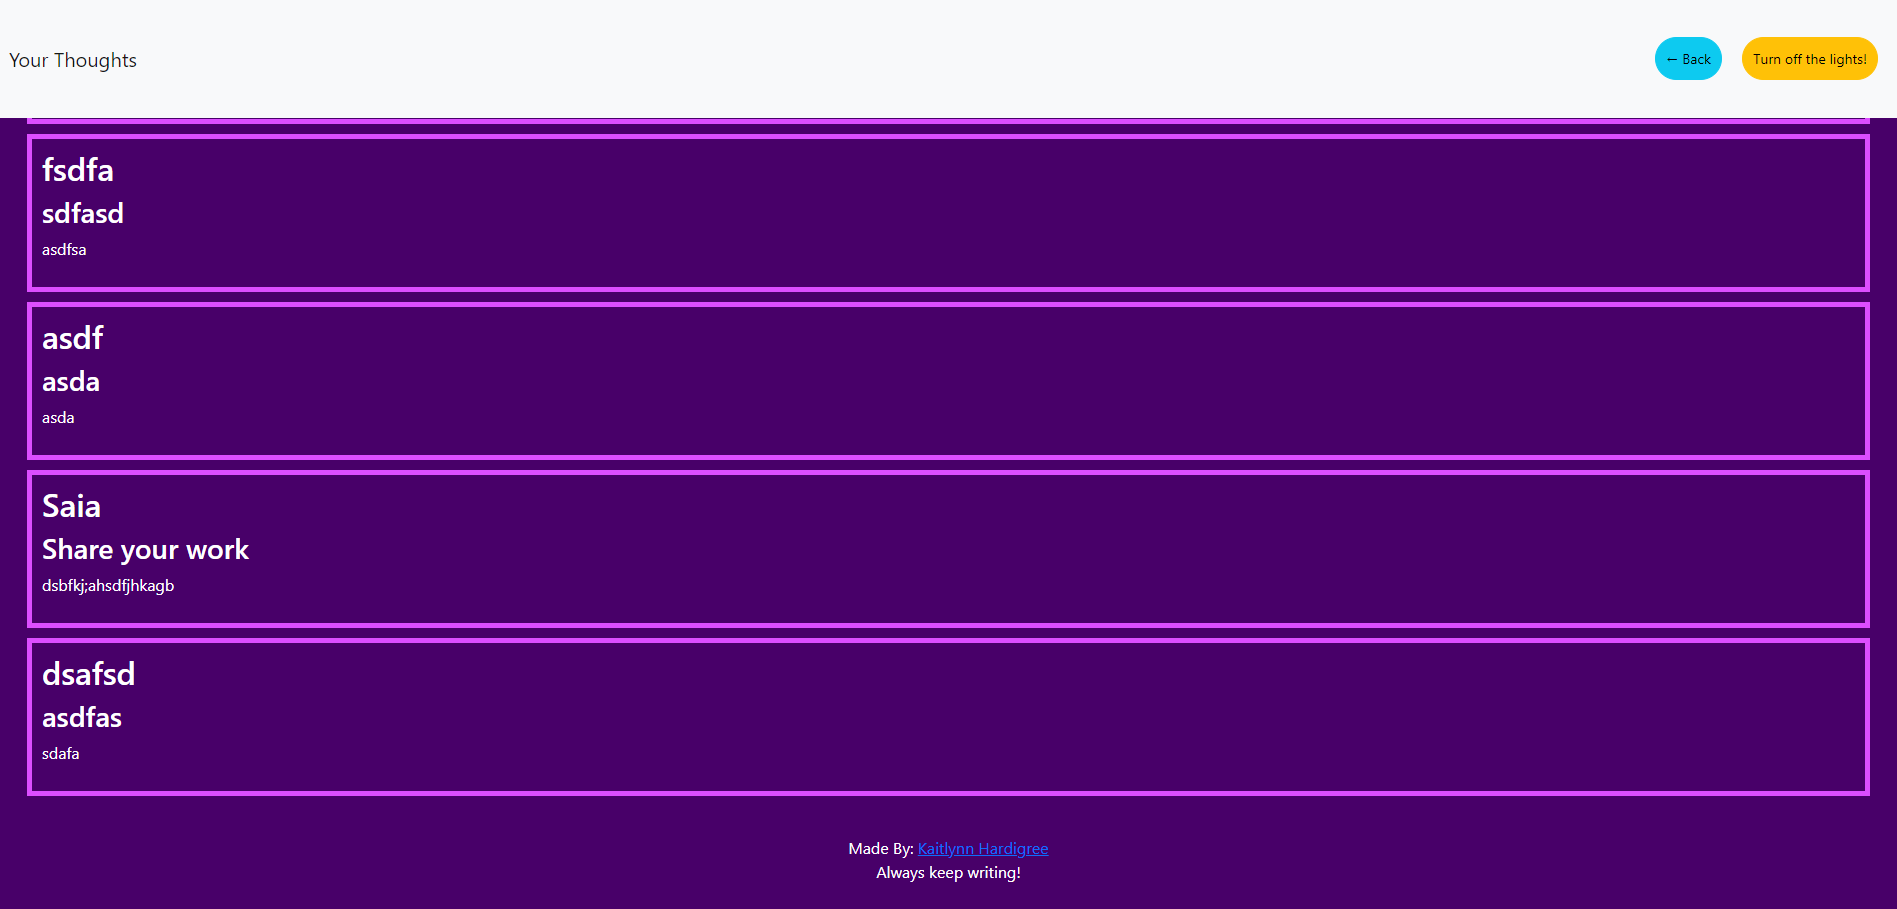 Your Thoughts
← Back
Turn off the lights!
fsdfa
sdfasd
asdfsa
asdf
asda
asda
Saia
Share your work
dsbfkj;ahsdfjhkagb
dsafsd
asdfas
sdafa
Made By: Kaitlynn Hardigree
Always keep writing!